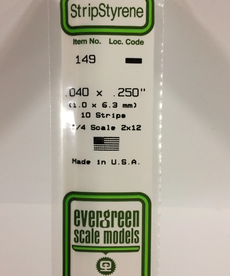 StripStyrene
Item No. Loc. Code
149
.040 x .250"
(1.0 x 6.3 mm)
10 Strips
1/4 Scale 2x12
Made in U.S.A.
evergreen
scale models